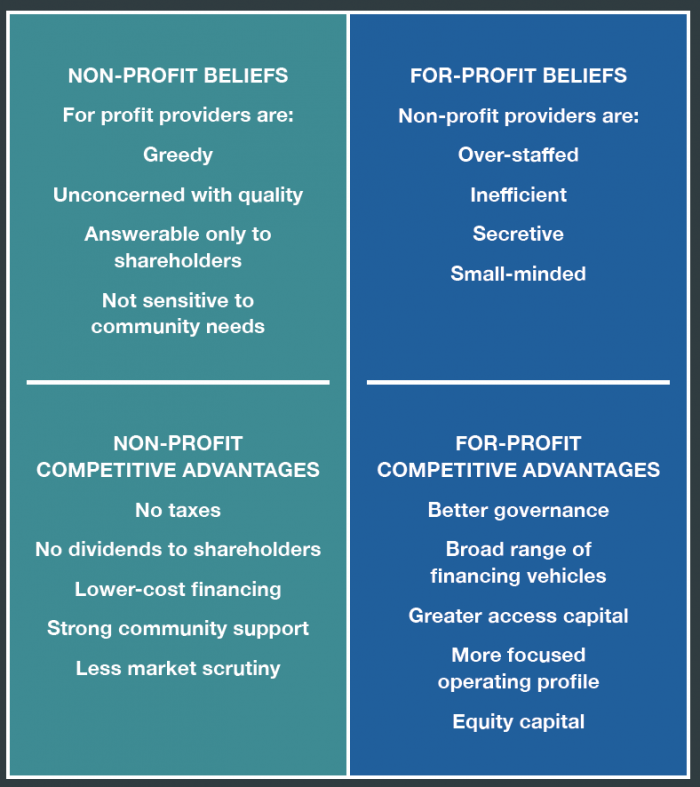 NON-PROFIT BELIEFS
For profit providers are:
Greedy
Unconcerned with quality
Answerable only to
shareholders
Not sensitive to
community needs
NON-PROFIT
COMPETITIVE ADVANTAGES
No taxes
No dividends to shareholders
Lower-cost financing
Strong community support
Less market scrutiny
FOR-PROFIT BELIEFS
Non-profit providers are:
Over-staffed
Inefficient
Secretive
Small-minded
FOR-PROFIT
COMPETITIVE ADVANTAGES
Better governance
Broad range of
financing vehicles
Greater access capital
More focused
operating profile
Equity capital